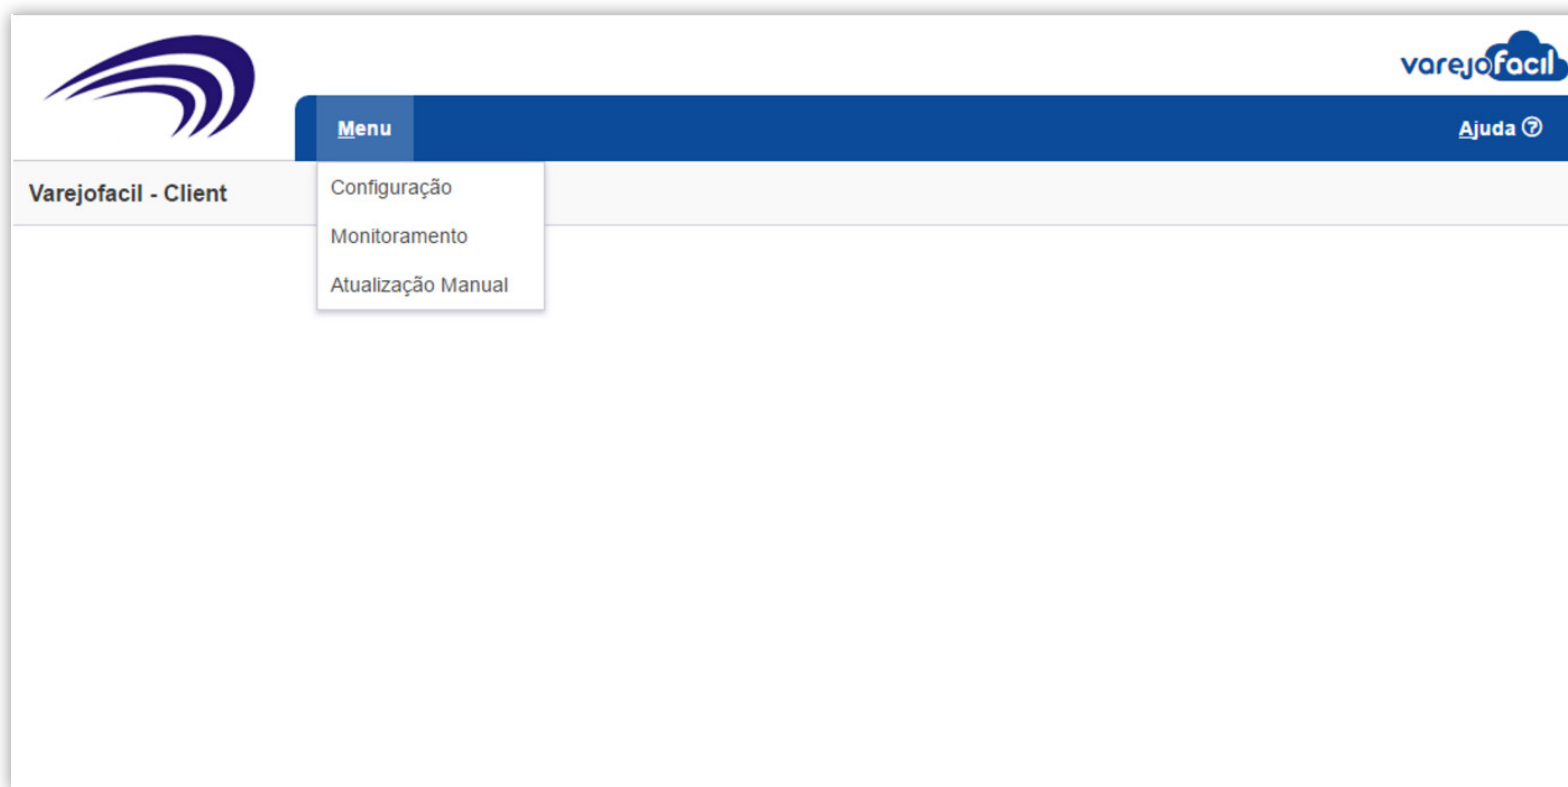 varejofacil
Menu
Ajuda ?
Varejofacil - Client
Configuração
Monitoramento
Atualização Manual